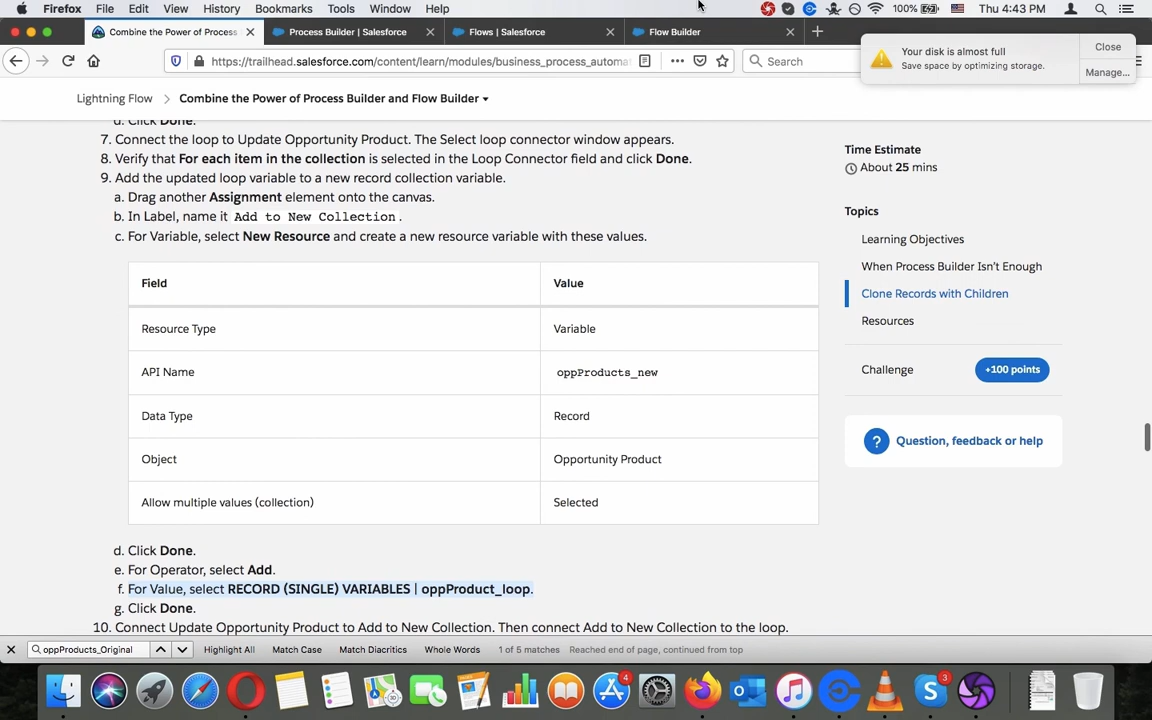 Firefox File Edit View History Bookmarks Tools Window Help 100% Thu 4:43 PM
Combine the Power of Process Process Builder | Salesforce Flows | Salesforce Flow Builder
https://trailhead.salesforce.com/content/learn/modules/business_process_automa Search
Your disk is almost full
Save space by optimizing storage.
Close
Manage...
Lightning Flow Combine the Power of Process Builder and Flow Builder
d. Click Done.
7. Connect the loop to Update Opportunity Product. The Select loop connector window appears.
8. Verify that For each item in the collection is selected in the Loop Connector field and click Done.
9. Add the updated loop variable to a new record collection variable.
a. Drag another Assignment element onto the canvas.
b. In Label, name it Add to New Collection.
c. For Variable, select New Resource and create a new resource variable with these values.
Field Value
Resource Type Variable
API Name oppProducts_new
Data Type Record
Object Opportunity Product
Allow multiple values (collection) Selected
d. Click Done.
e. For Operator, select Add.
f. For Value, select RECORD (SINGLE) VARIABLES | oppProduct_loop.
g. Click Done.
10. Connect Update Opportunity Product to Add to New Collection. Then connect Add to New Collection to the loop.
Time Estimate
About 25 mins
Topics
Learning Objectives
When Process Builder Isn't Enough
Clone Records with Children
Resources
Challenge +100 points
? Question, feedback or help
oppProducts_Original Highlight All Match Case Match Diacritics Whole Words 1 of 5 matches Reached end of page, continued from top
4 3